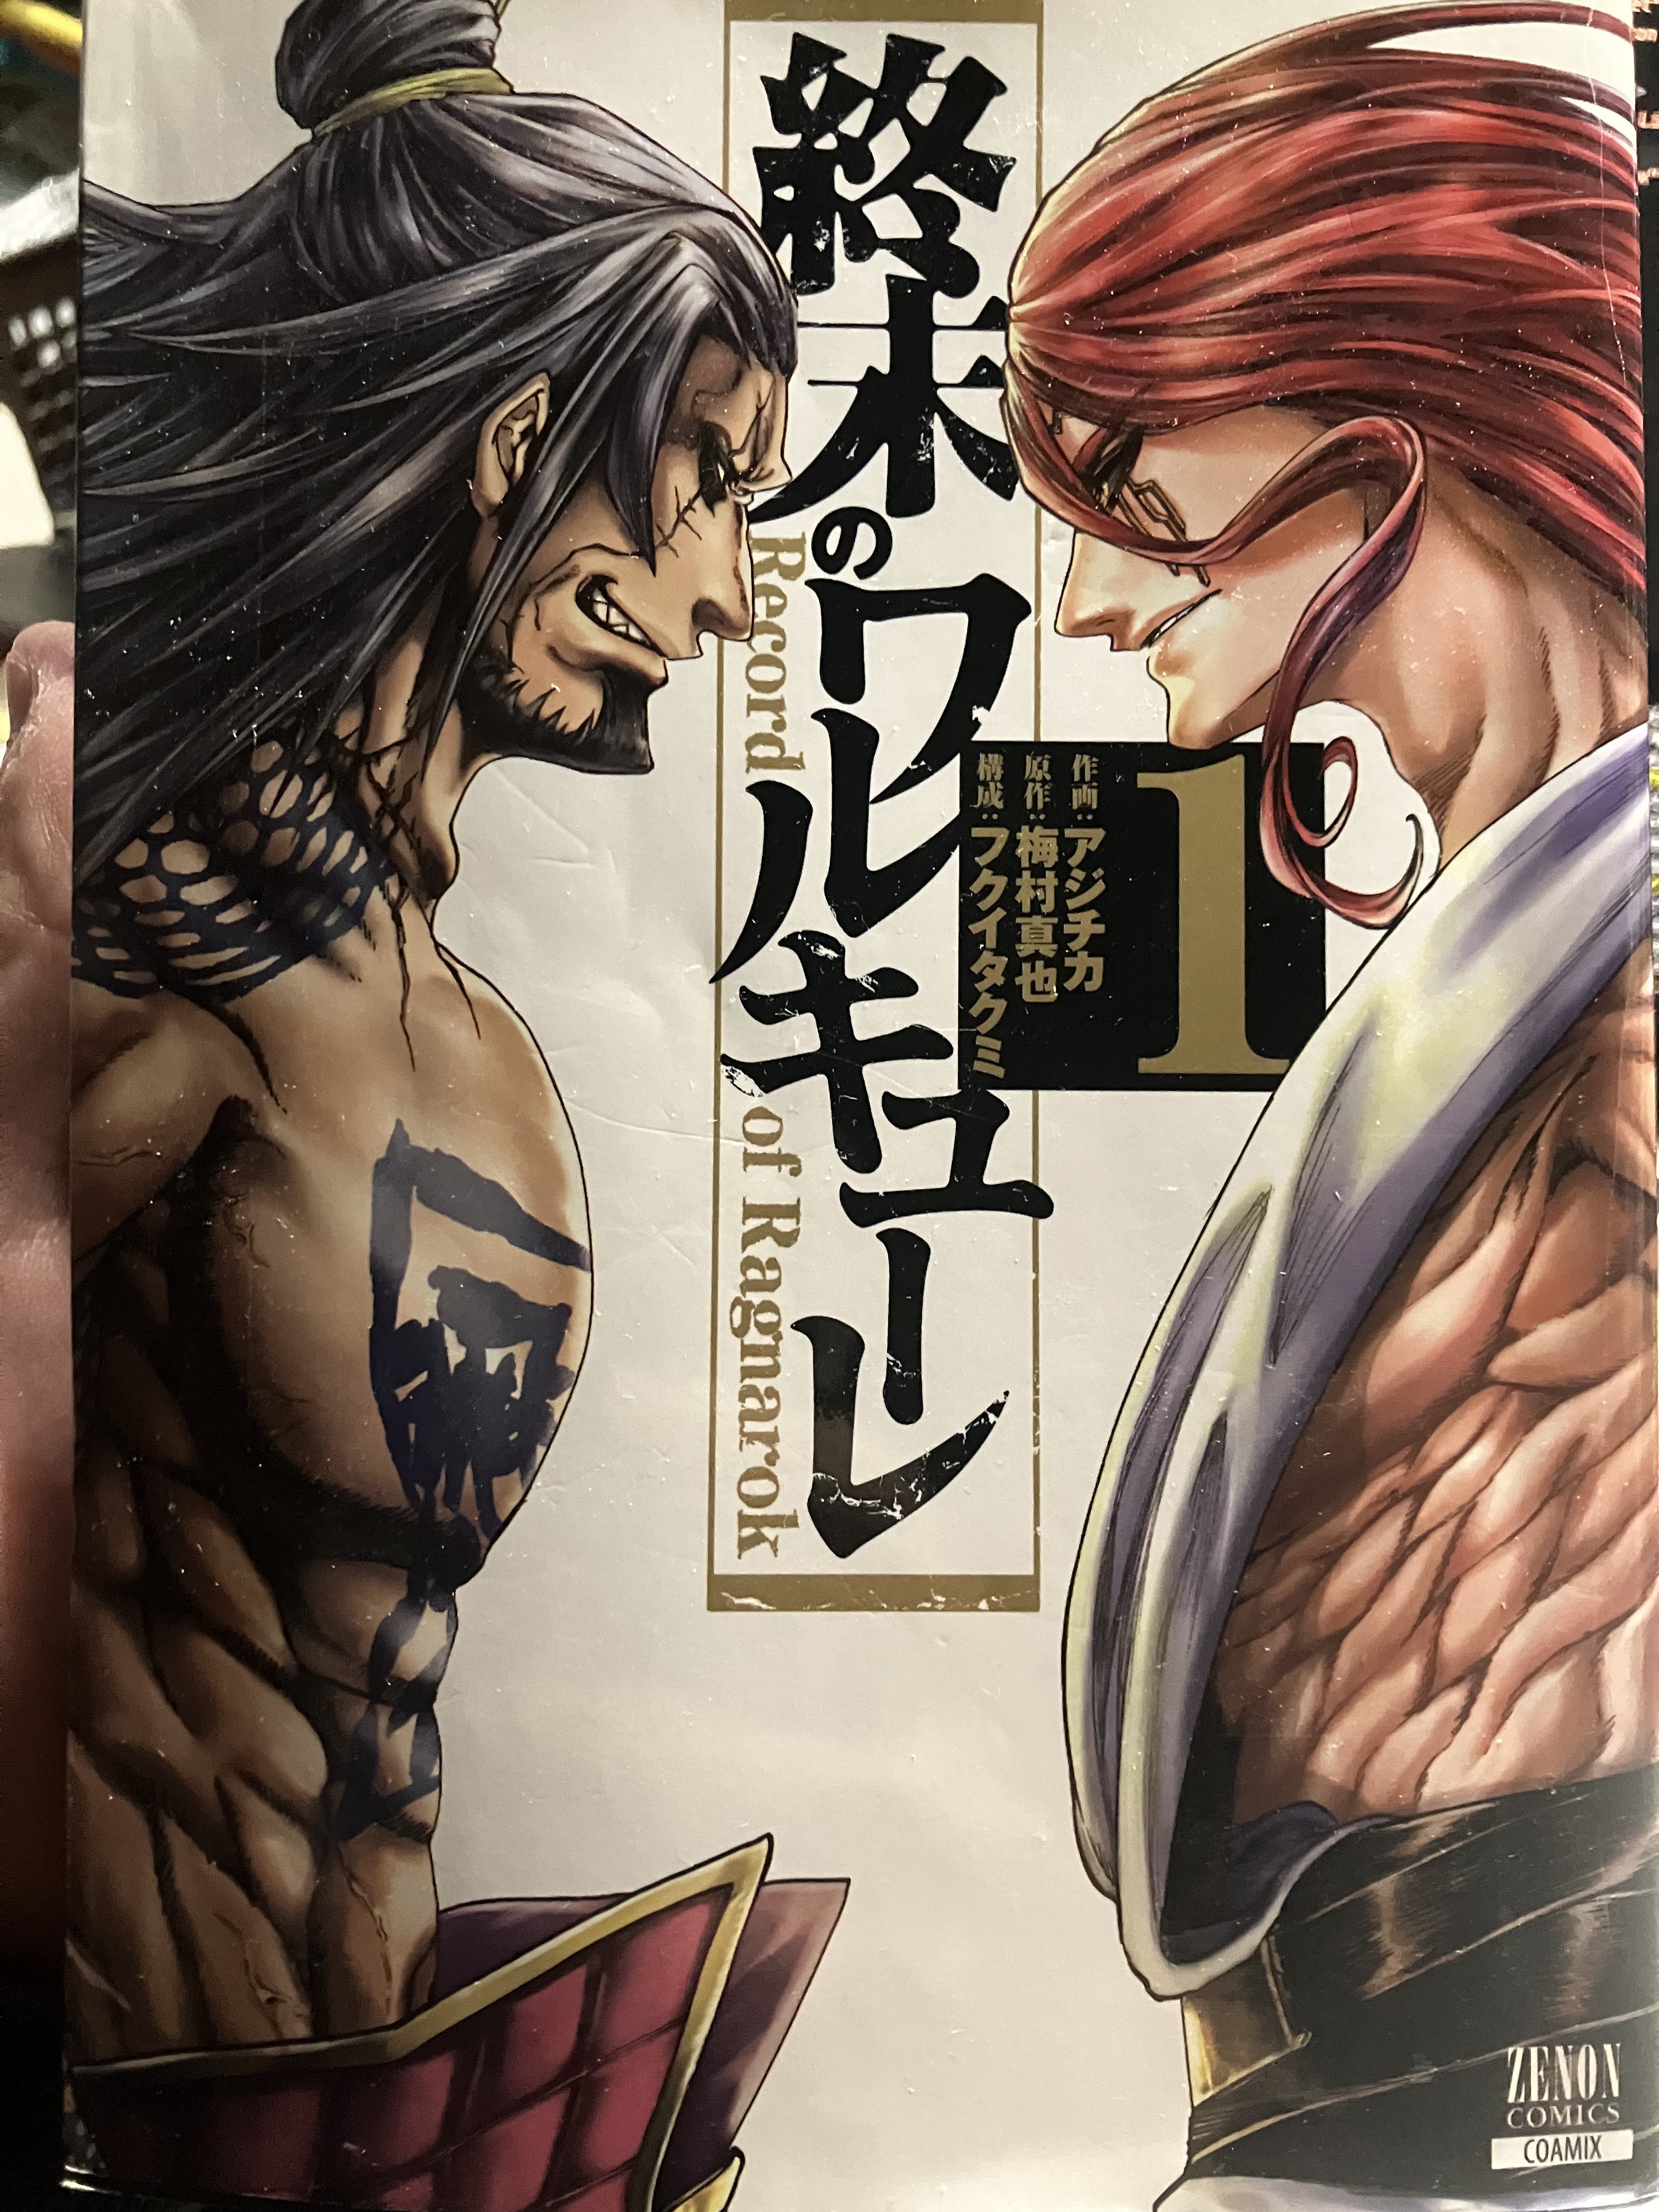 終末のワルキューレ
Record of Ragnarok
1
作画:アジチカ
原作:梅村真也
構成:フクイタクミ
ZENON
COMICS
COAMIX